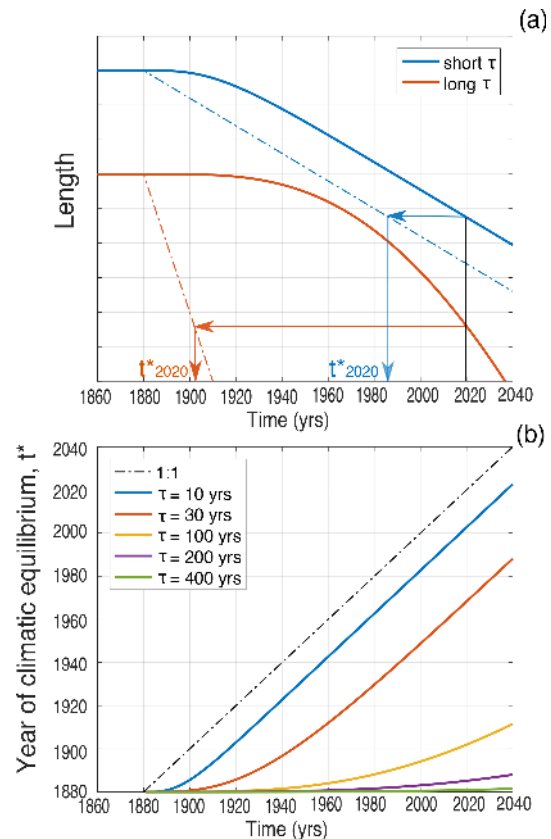 (a)
short τ
long τ
Length
t*2020
t*2020
1860 1880 1900 1920 1940 1960 1980 2000 2020 2040
Time (yrs)
(b)
2040
2020
2000
1980
1960
1940
1920
1900
1880
Year of climatic equilibrium, t*
1:1
τ = 10 yrs
τ = 30 yrs
τ = 100 yrs
τ = 200 yrs
τ = 400 yrs
1860 1880 1900 1920 1940 1960 1980 2000 2020 2040
Time (yrs)